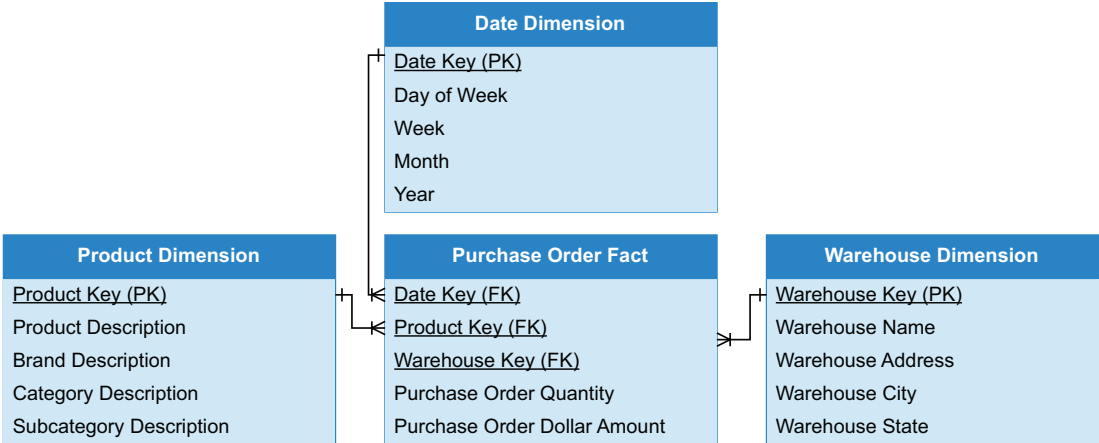 Date Dimension
Date Key (PK)
Day of Week
Week
Month
Year
Product Dimension
Product Key (PK)
Product Description
Brand Description
Category Description
Subcategory Description
Purchase Order Fact
Date Key (FK)
Product Key (FK)
Warehouse Key (FK)
Purchase Order Quantity
Purchase Order Dollar Amount
Warehouse Dimension
Warehouse Key (PK)
Warehouse Name
Warehouse Address
Warehouse City
Warehouse State